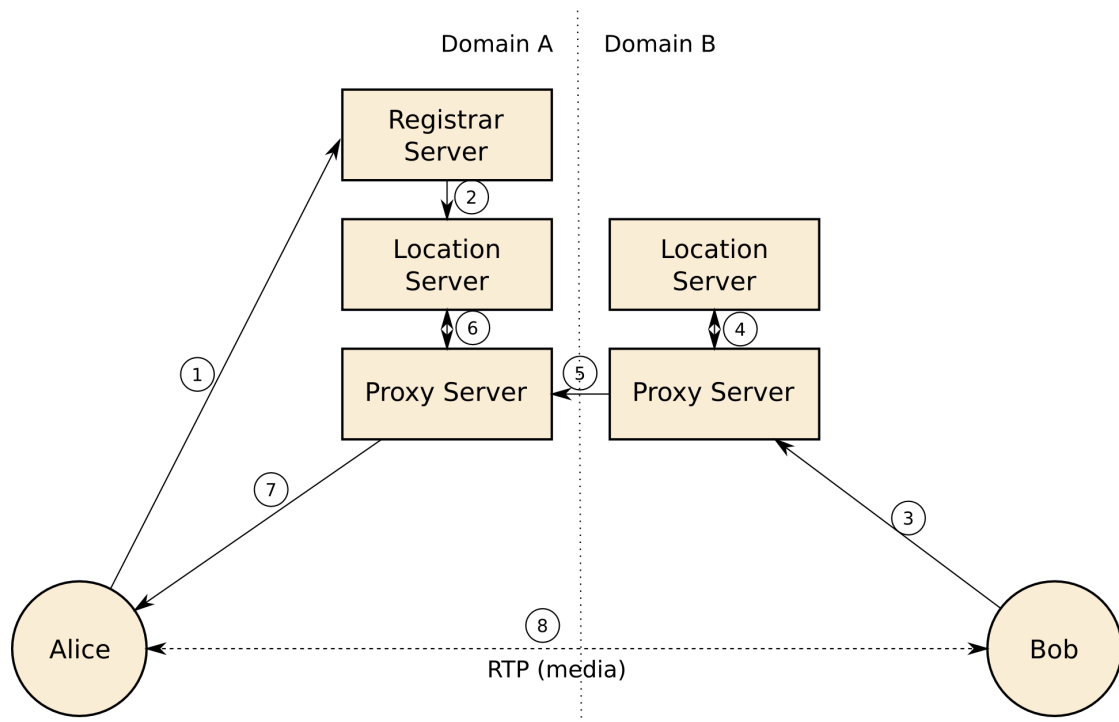 Domain A
Domain B
Registrar
Server
2
Location
Server
Location
Server
6
4
1
5
Proxy Server
Proxy Server
7
3
8
Alice
Bob
RTP (media)